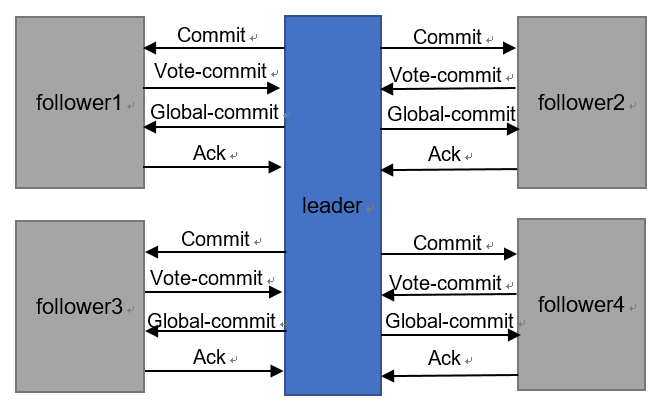 Commit
Vote-commit
follower1
Global-commit
Ack
Commit
Vote-commit
follower2
Global-commit
Ack
leader
Commit
Vote-commit
follower3
Global-commit
Ack
Commit
Vote-commit
follower4
Global-commit
Ack